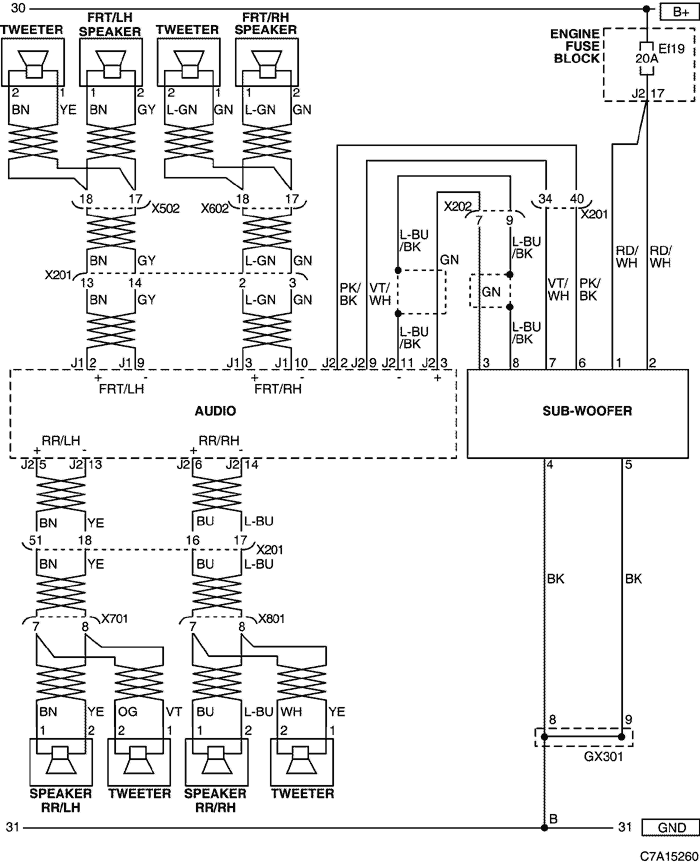 30 B+
FRT/LH FRT/RH
TWEETER SPEAKER TWEETER SPEAKER
ENGINE
FUSE
BLOCK
Ef19
20A
J2 17
2 1 1 2 2 1 1 2
BN YE BN GY L-GN GN L-GN GN
18 17 X502 X602 18 17
X202 34 40 X201
7 9
BN GY L-GN GN
L-BU
/BK
L-BU
/BK
GN
X201
13 14 2 3
BN GY L-GN GN
PK/
BK
VT/
WH
GN
VT/
WH
PK/
BK
RD/
WH
RD/
WH
L-BU
/BK
L-BU
/BK
J1 2 J1 9 J1 3 J1 10 J2 2 J2 9 J2 11 J2 3 3 8 7 6 1 2
+ - + - - +
FRT/LH FRT/RH
AUDIO SUB-WOOFER
RR/LH RR/RH
+ - + -
J2 5 J2 13 J2 6 J2 14 4 5
BN YE BU L-BU
51 18 16 17 X201
BN YE BU L-BU
BK BK
X701 X801
7 8 7 8
BN YE OG VT BU L-BU WH YE
1 2 2 1 1 2 2 1
8 9
GX301
SPEAKER
RR/LH
TWEETER
SPEAKER
RR/RH
TWEETER
B
31 31 GND
C7A15260